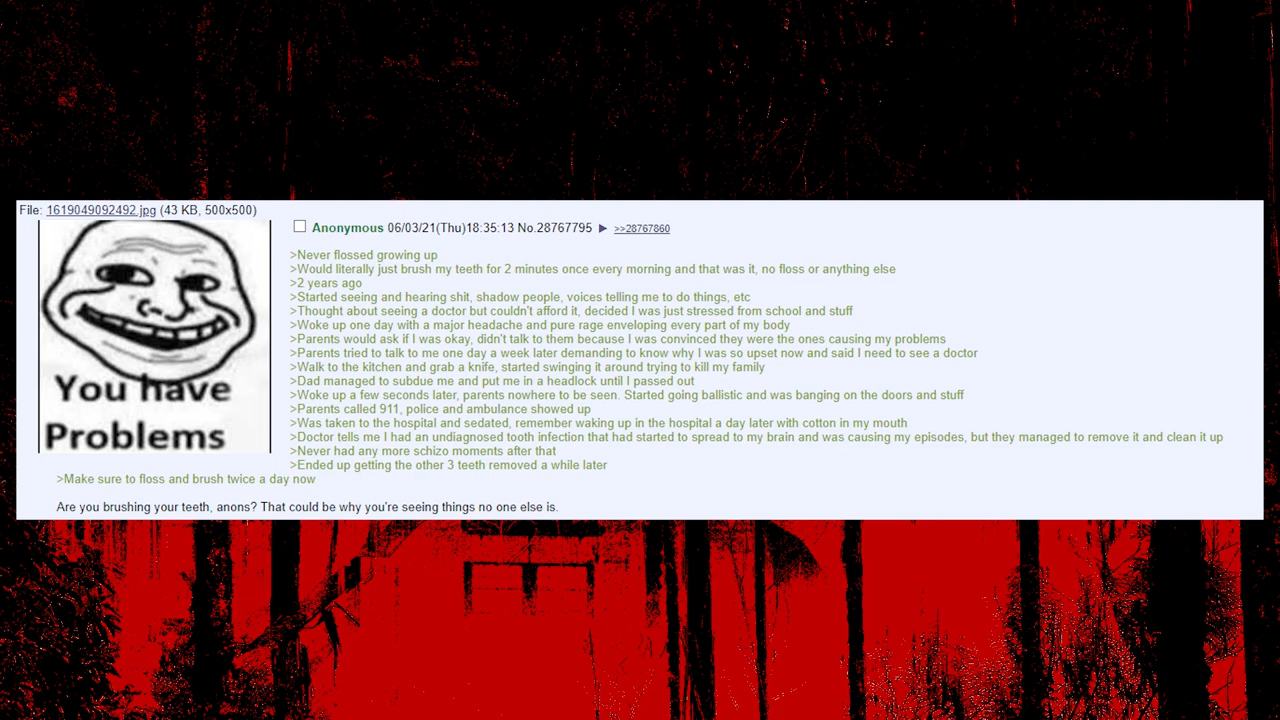 File: 1619049092492.jpg (43 KB, 500x500)
You have
Problems
Anonymous 06/03/21(Thu)18:35:13 No.28767795 ▶ >>28767860
>Never flossed growing up
>Would literally just brush my teeth for 2 minutes once every morning and that was it, no floss or anything else
>2 years ago
>Started seeing and hearing shit, shadow people, voices telling me to do things, etc
>Thought about seeing a doctor but couldn't afford it, decided I was just stressed from school and stuff
>Woke up one day with a major headache and pure rage enveloping every part of my body
>Parents would ask if I was okay, didn't talk to them because I was convinced they were the ones causing my problems
>Parents tried to talk to me one day a week later demanding to know why I was so upset now and said I need to see a doctor
>Walk to the kitchen and grab a knife, started swinging it around trying to kill my family
>Dad managed to subdue me and put me in a headlock until I passed out
>Woke up a few seconds later, parents nowhere to be seen. Started going ballistic and was banging on the doors and stuff
>Parents called 911, police and ambulance showed up
>Was taken to the hospital and sedated, remember waking up in the hospital a day later with cotton in my mouth
>Doctor tells me I had an undiagnosed tooth infection that had started to spread to my brain and was causing my episodes, but they managed to remove it and clean it up
>Never had any more schizo moments after that
>Ended up getting the other 3 teeth removed a while later
>Make sure to floss and brush twice a day now
Are you brushing your teeth, anons? That could be why you're seeing things no one else is.